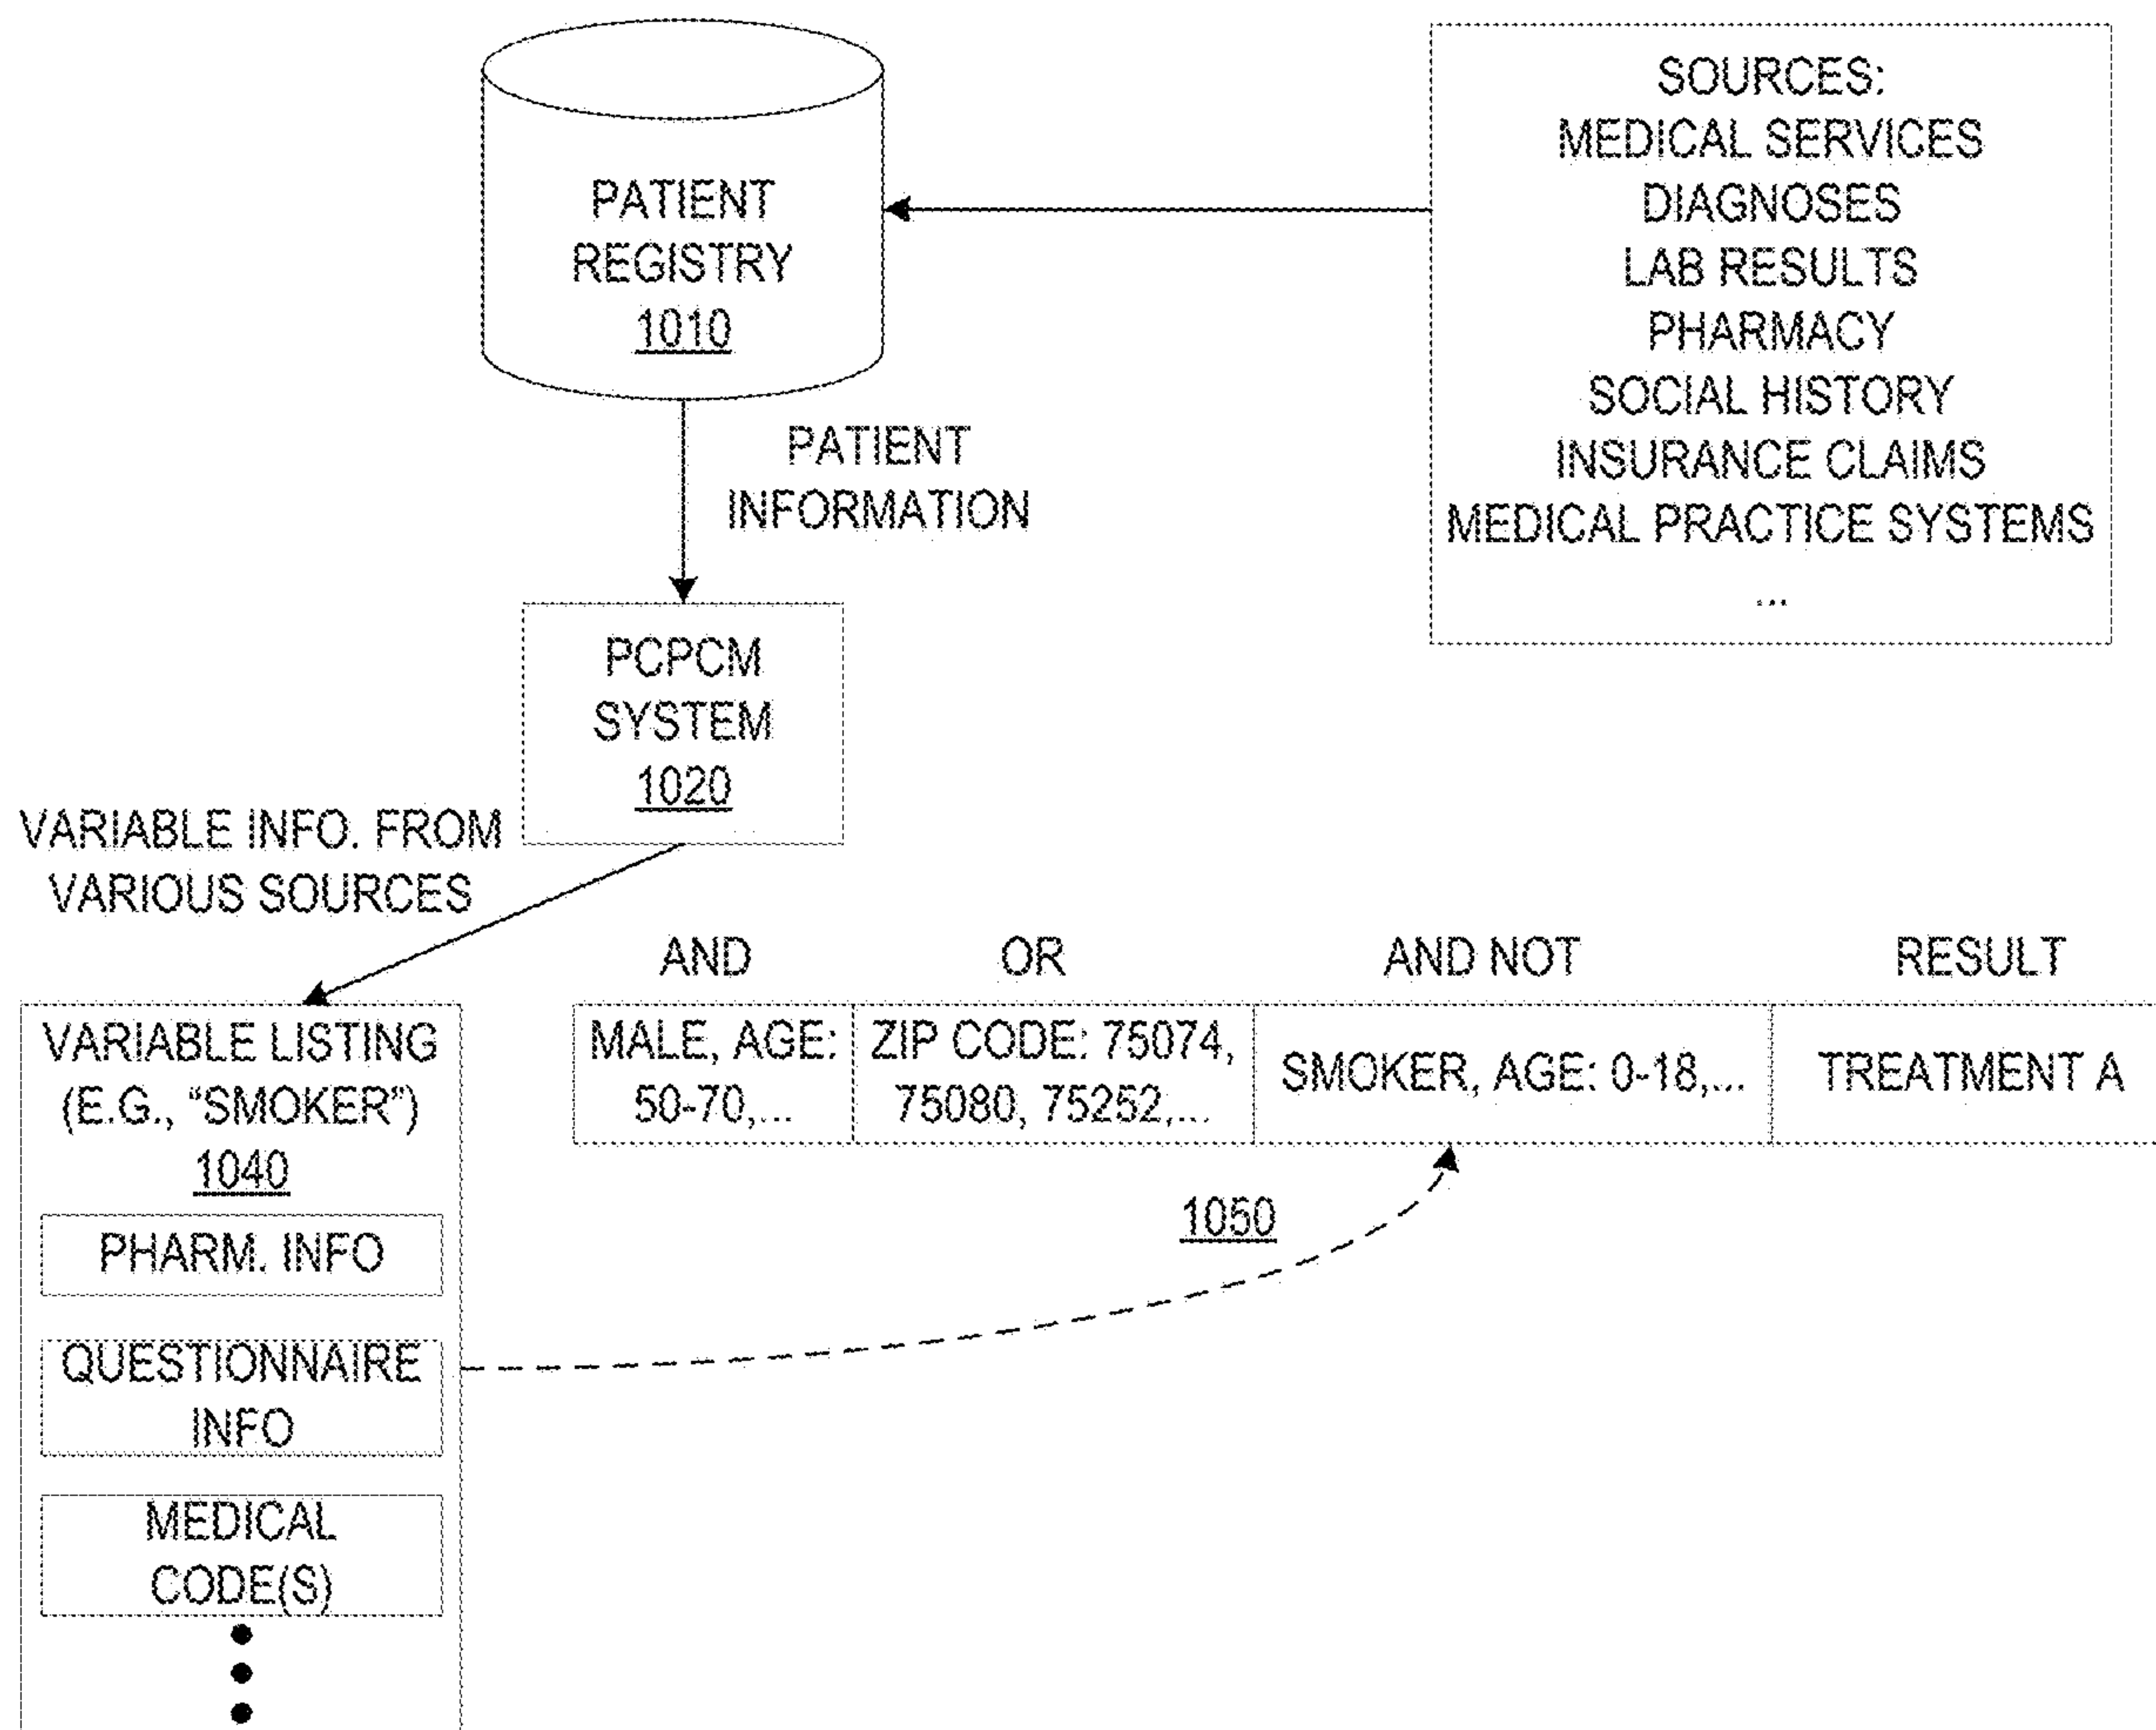 PATIENT
REGISTRY
1010
SOURCES:
MEDICAL SERVICES
DIAGNOSES
LAB RESULTS
PHARMACY
SOCIAL HISTORY
INSURANCE CLAIMS
MEDICAL PRACTICE SYSTEMS
...
PATIENT
INFORMATION
PCPCM
SYSTEM
1020
VARIABLE INFO. FROM
VARIOUS SOURCES
AND OR AND NOT RESULT
MALE, AGE:
50-70,...
ZIP CODE: 75074,
75080, 75252,...
SMOKER, AGE: 0-18,...
TREATMENT A
VARIABLE LISTING
(E.G., “SMOKER”)
1040
PHARM. INFO
QUESTIONNAIRE
INFO
MEDICAL
CODE(S)
1050